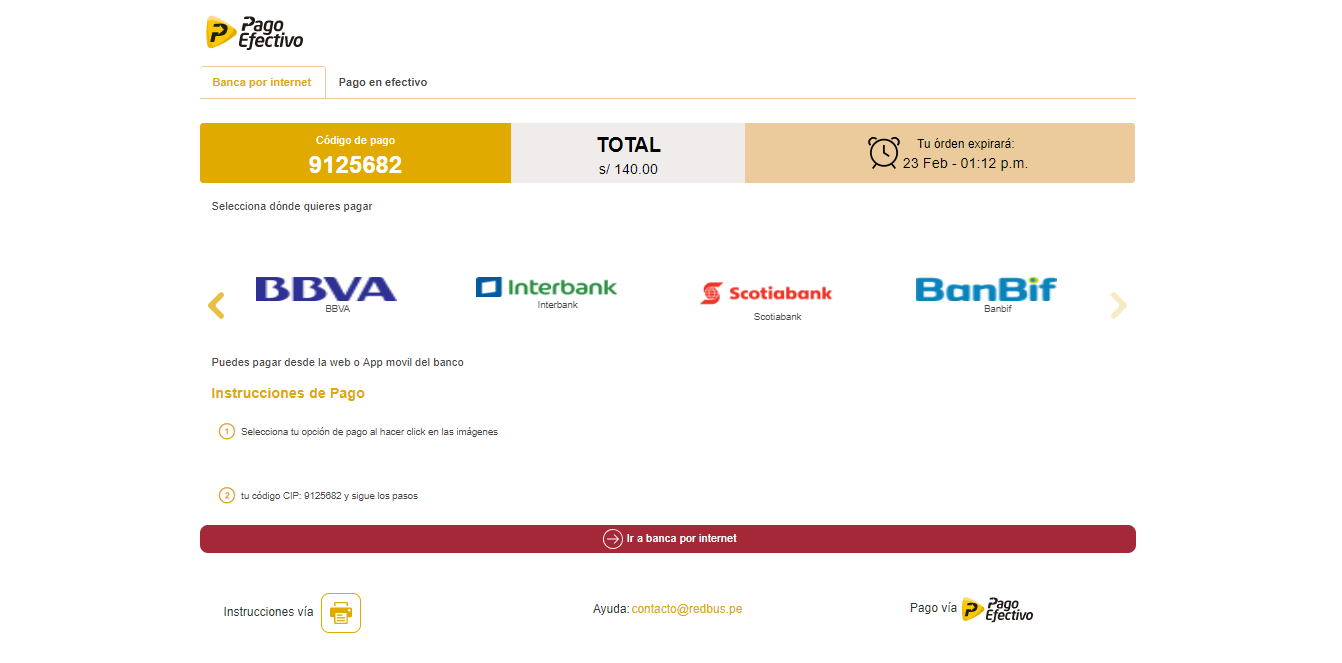 Pago
Efectivo
Banca por internet
Pago en efectivo
Código de pago
9125682
TOTAL
s/ 140.00
Tu órden expirará:
23 Feb - 01:12 p.m.
Selecciona dónde quieres pagar
BBVA
BBVA
Interbank
Interbank
Scotiabank
Scotiabank
BanBif
Banbif
Puedes pagar desde la web o App movil del banco
Instrucciones de Pago
1 Selecciona tu opción de pago al hacer click en las imágenes
2 tu código CIP: 9125682 y sigue los pasos
Ir a banca por internet
Instrucciones vía
Ayuda: contacto@redbus.pe
Pago vía
Pago
Efectivo